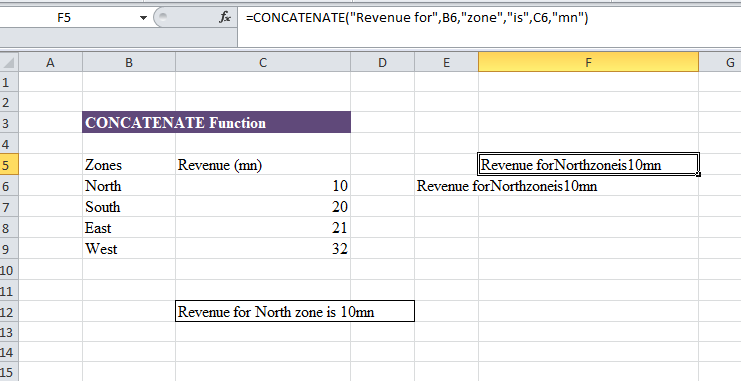 F5 fx =CONCATENATE("Revenue for",B6,"zone","is",C6,"mn")
A B C D E F G
1
2
3 CONCATENATE Function
4
5 Zones Revenue (mn) Revenue forNorthzoneis10mn
6 North 10 Revenue forNorthzoneis10mn
7 South 20
8 East 21
9 West 32
10
11
12 Revenue for North zone is 10mn
13
14
15